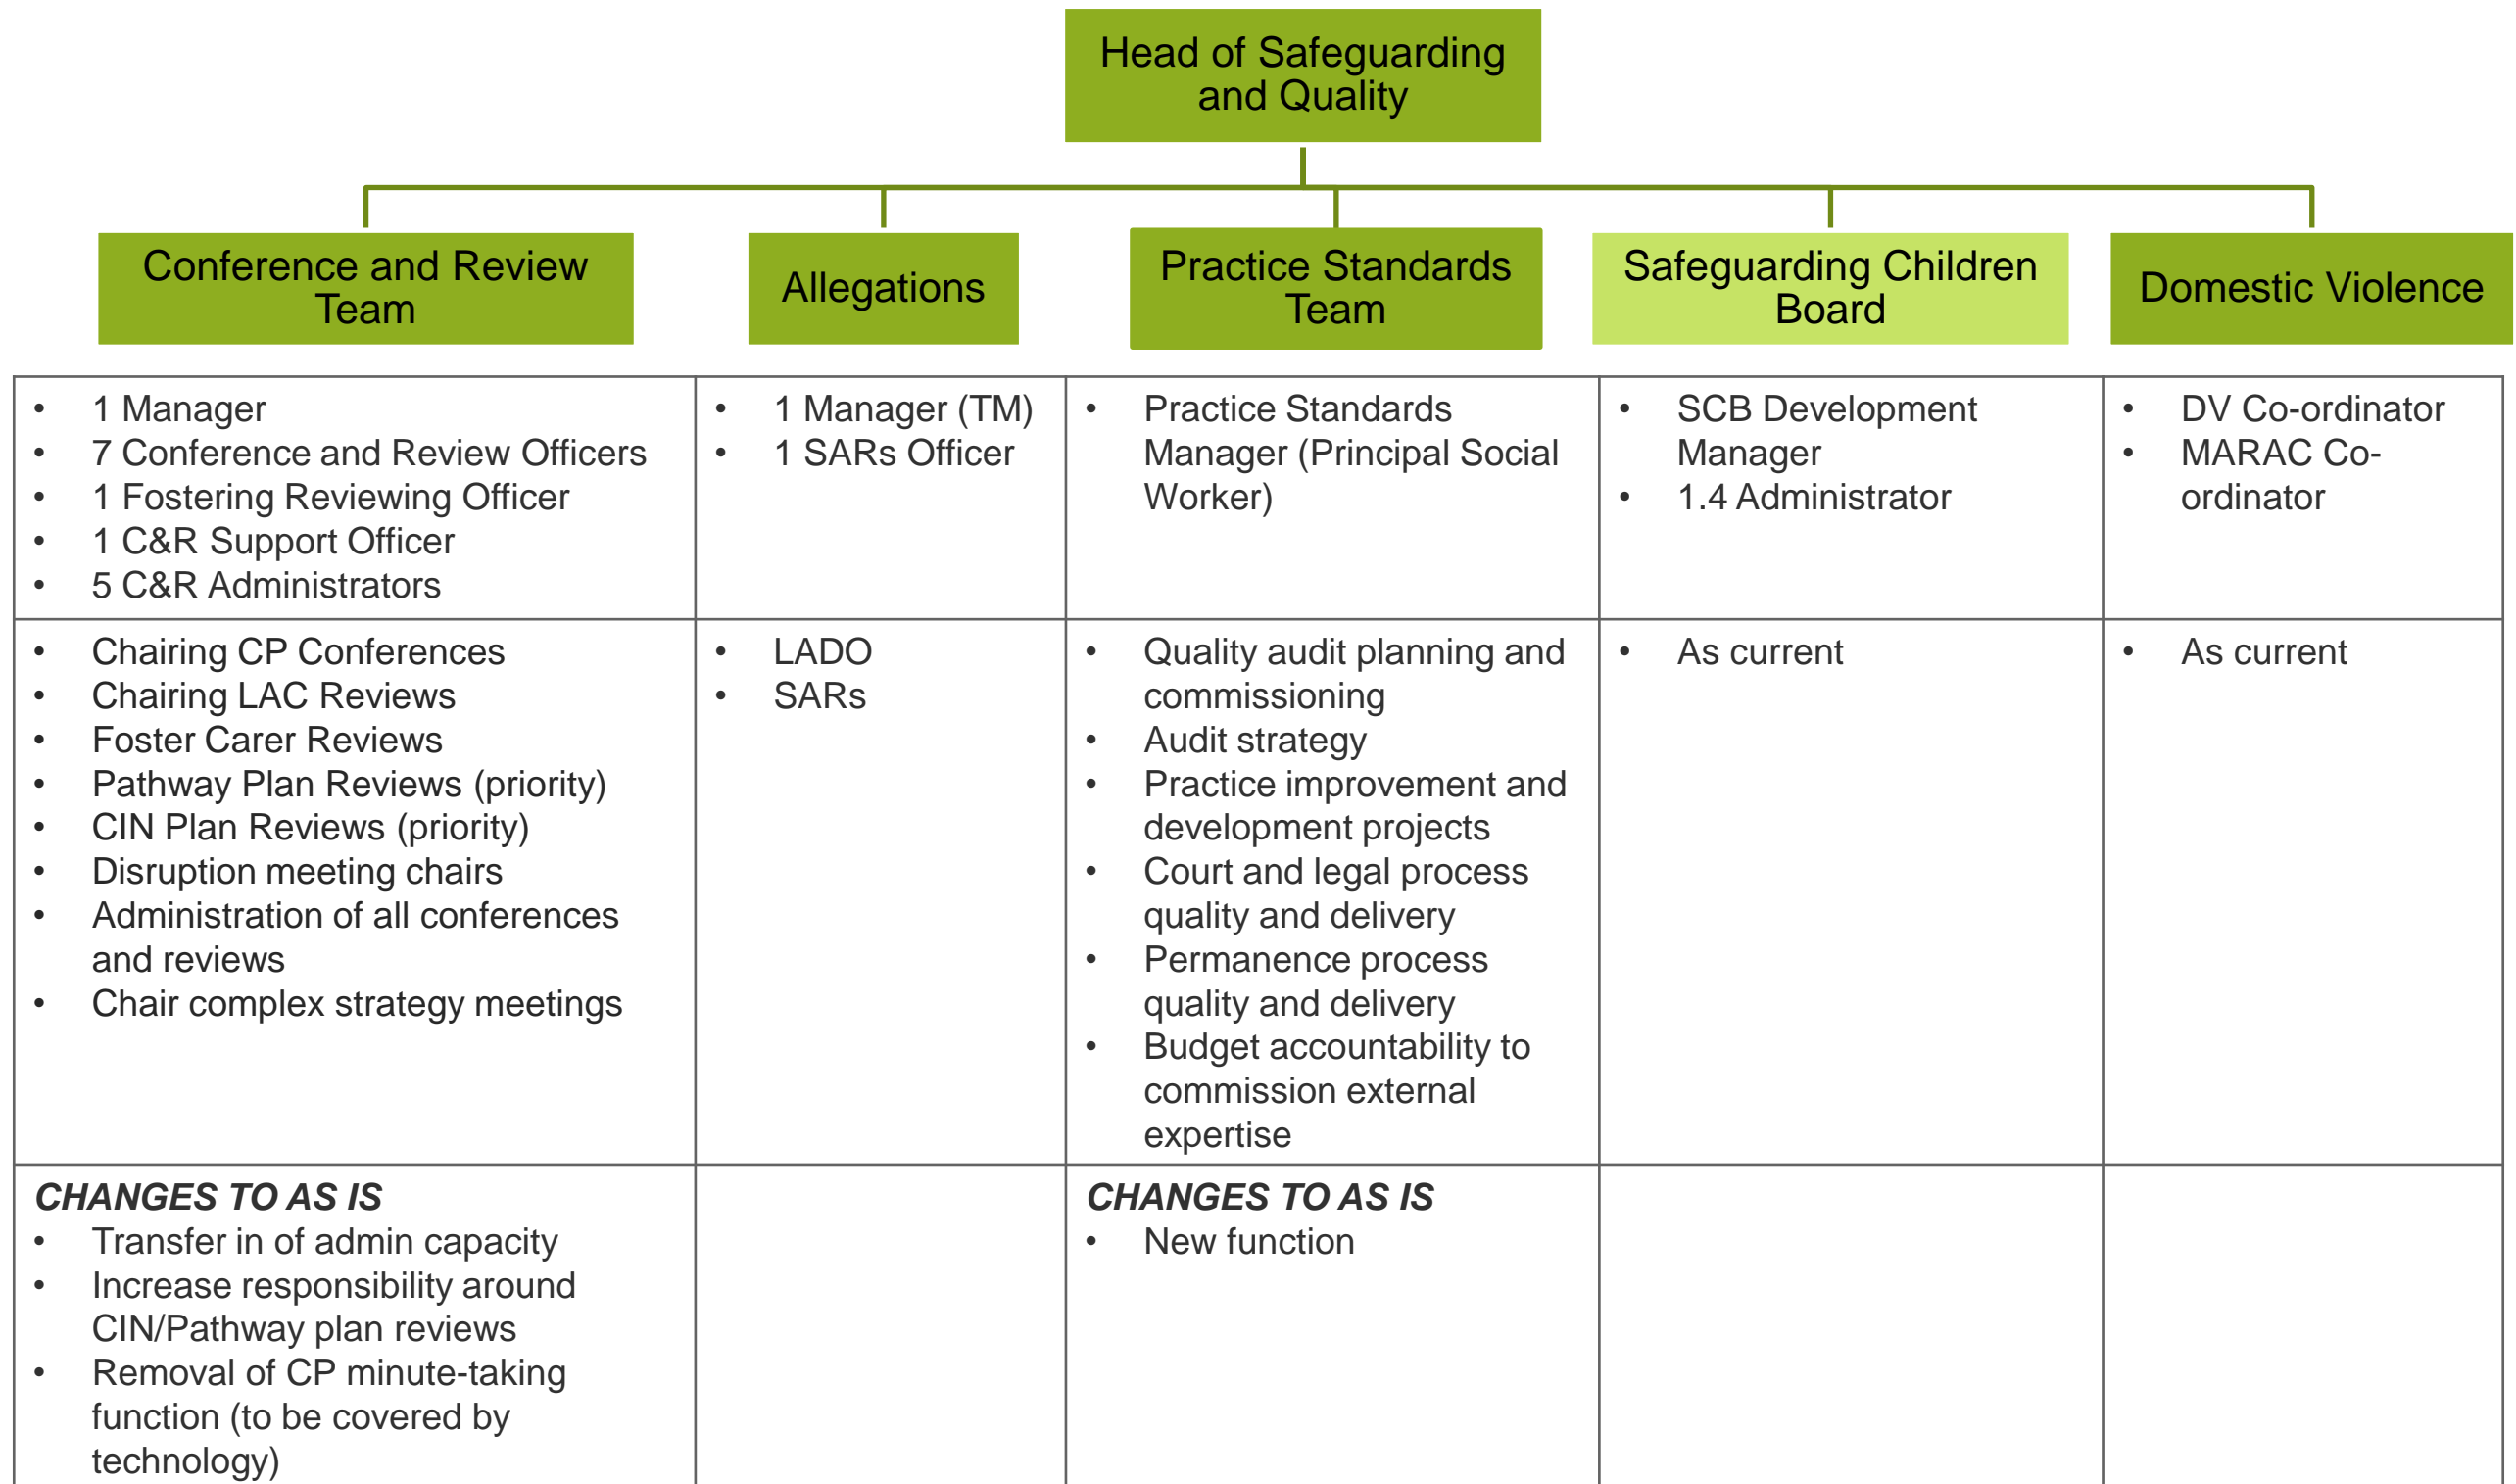 Head of Safeguarding
and Quality
Conference and Review
Team
Allegations
Practice Standards
Team
Safeguarding Children
Board
Domestic Violence
• 1 Manager
• 7 Conference and Review Officers
• 1 Fostering Reviewing Officer
• 1 C&R Support Officer
• 5 C&R Administrators
• 1 Manager (TM)
• 1 SARs Officer
• Practice Standards
Manager (Principal Social
Worker)
• SCB Development
Manager
• 1.4 Administrator
• DV Co-ordinator
• MARAC Co-
ordinator
• Chairing CP Conferences
• Chairing LAC Reviews
• Foster Carer Reviews
• Pathway Plan Reviews (priority)
• CIN Plan Reviews (priority)
• Disruption meeting chairs
• Administration of all conferences
and reviews
• Chair complex strategy meetings
• LADO
• SARs
• Quality audit planning and
commissioning
• Audit strategy
• Practice improvement and
development projects
• Court and legal process
quality and delivery
• Permanence process
quality and delivery
• Budget accountability to
commission external
expertise
• As current
• As current
CHANGES TO AS IS
• Transfer in of admin capacity
• Increase responsibility around
CIN/Pathway plan reviews
• Removal of CP minute-taking
function (to be covered by
technology)
CHANGES TO AS IS
• New function